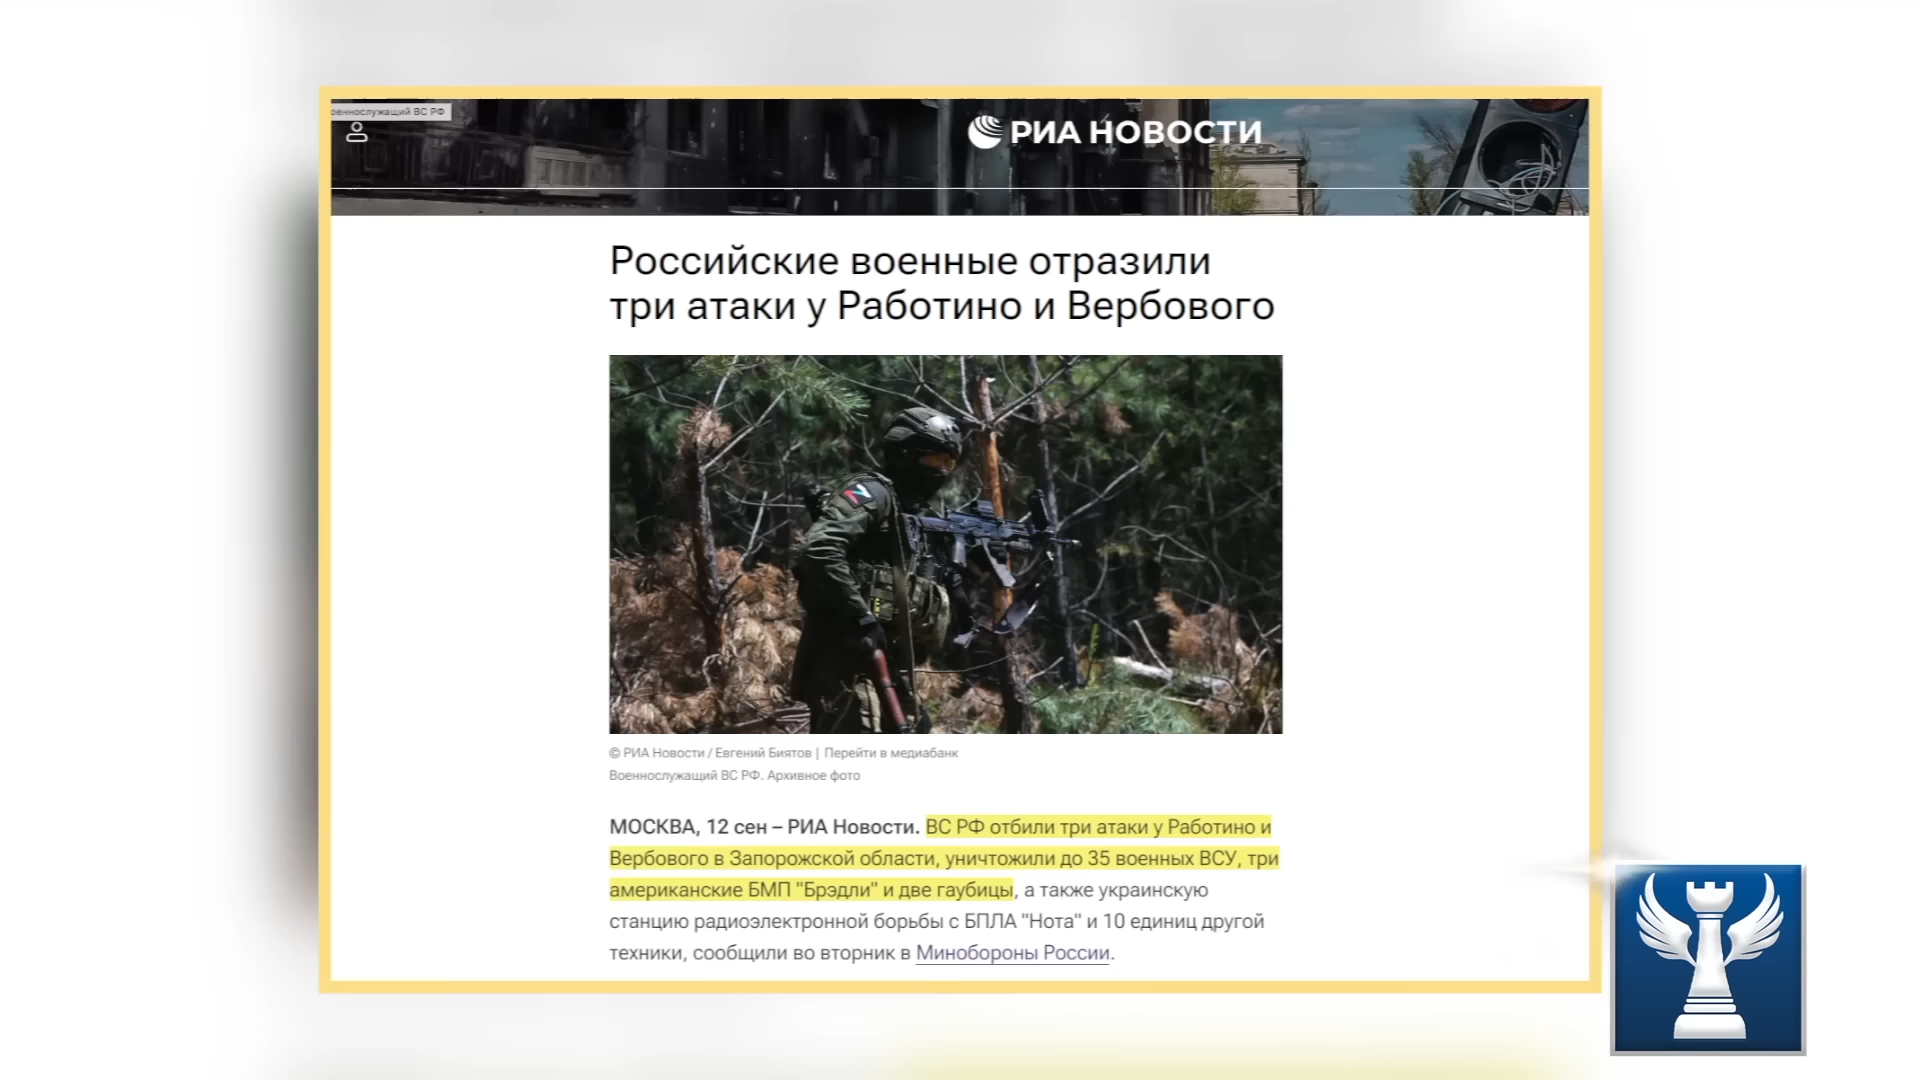 оеннослужащий ВС РФ
РИА НОВОСТИ
Российские военные отразили
три атаки у Работино и Вербового
© РИА Новости / Евгений Биятов | Перейти в медиабанк
Военнослужащий ВС РФ. Архивное фото
МОСКВА, 12 сен – РИА Новости. ВС РФ отбили три атаки у Работино и
Вербового в Запорожской области, уничтожили до 35 военных ВСУ, три
американские БМП "Брэдли" и две гаубицы, а также украинскую
станцию радиоэлектронной борьбы с БПЛА "Нота" и 10 единиц другой
техники, сообщили во вторник в Минобороны России.